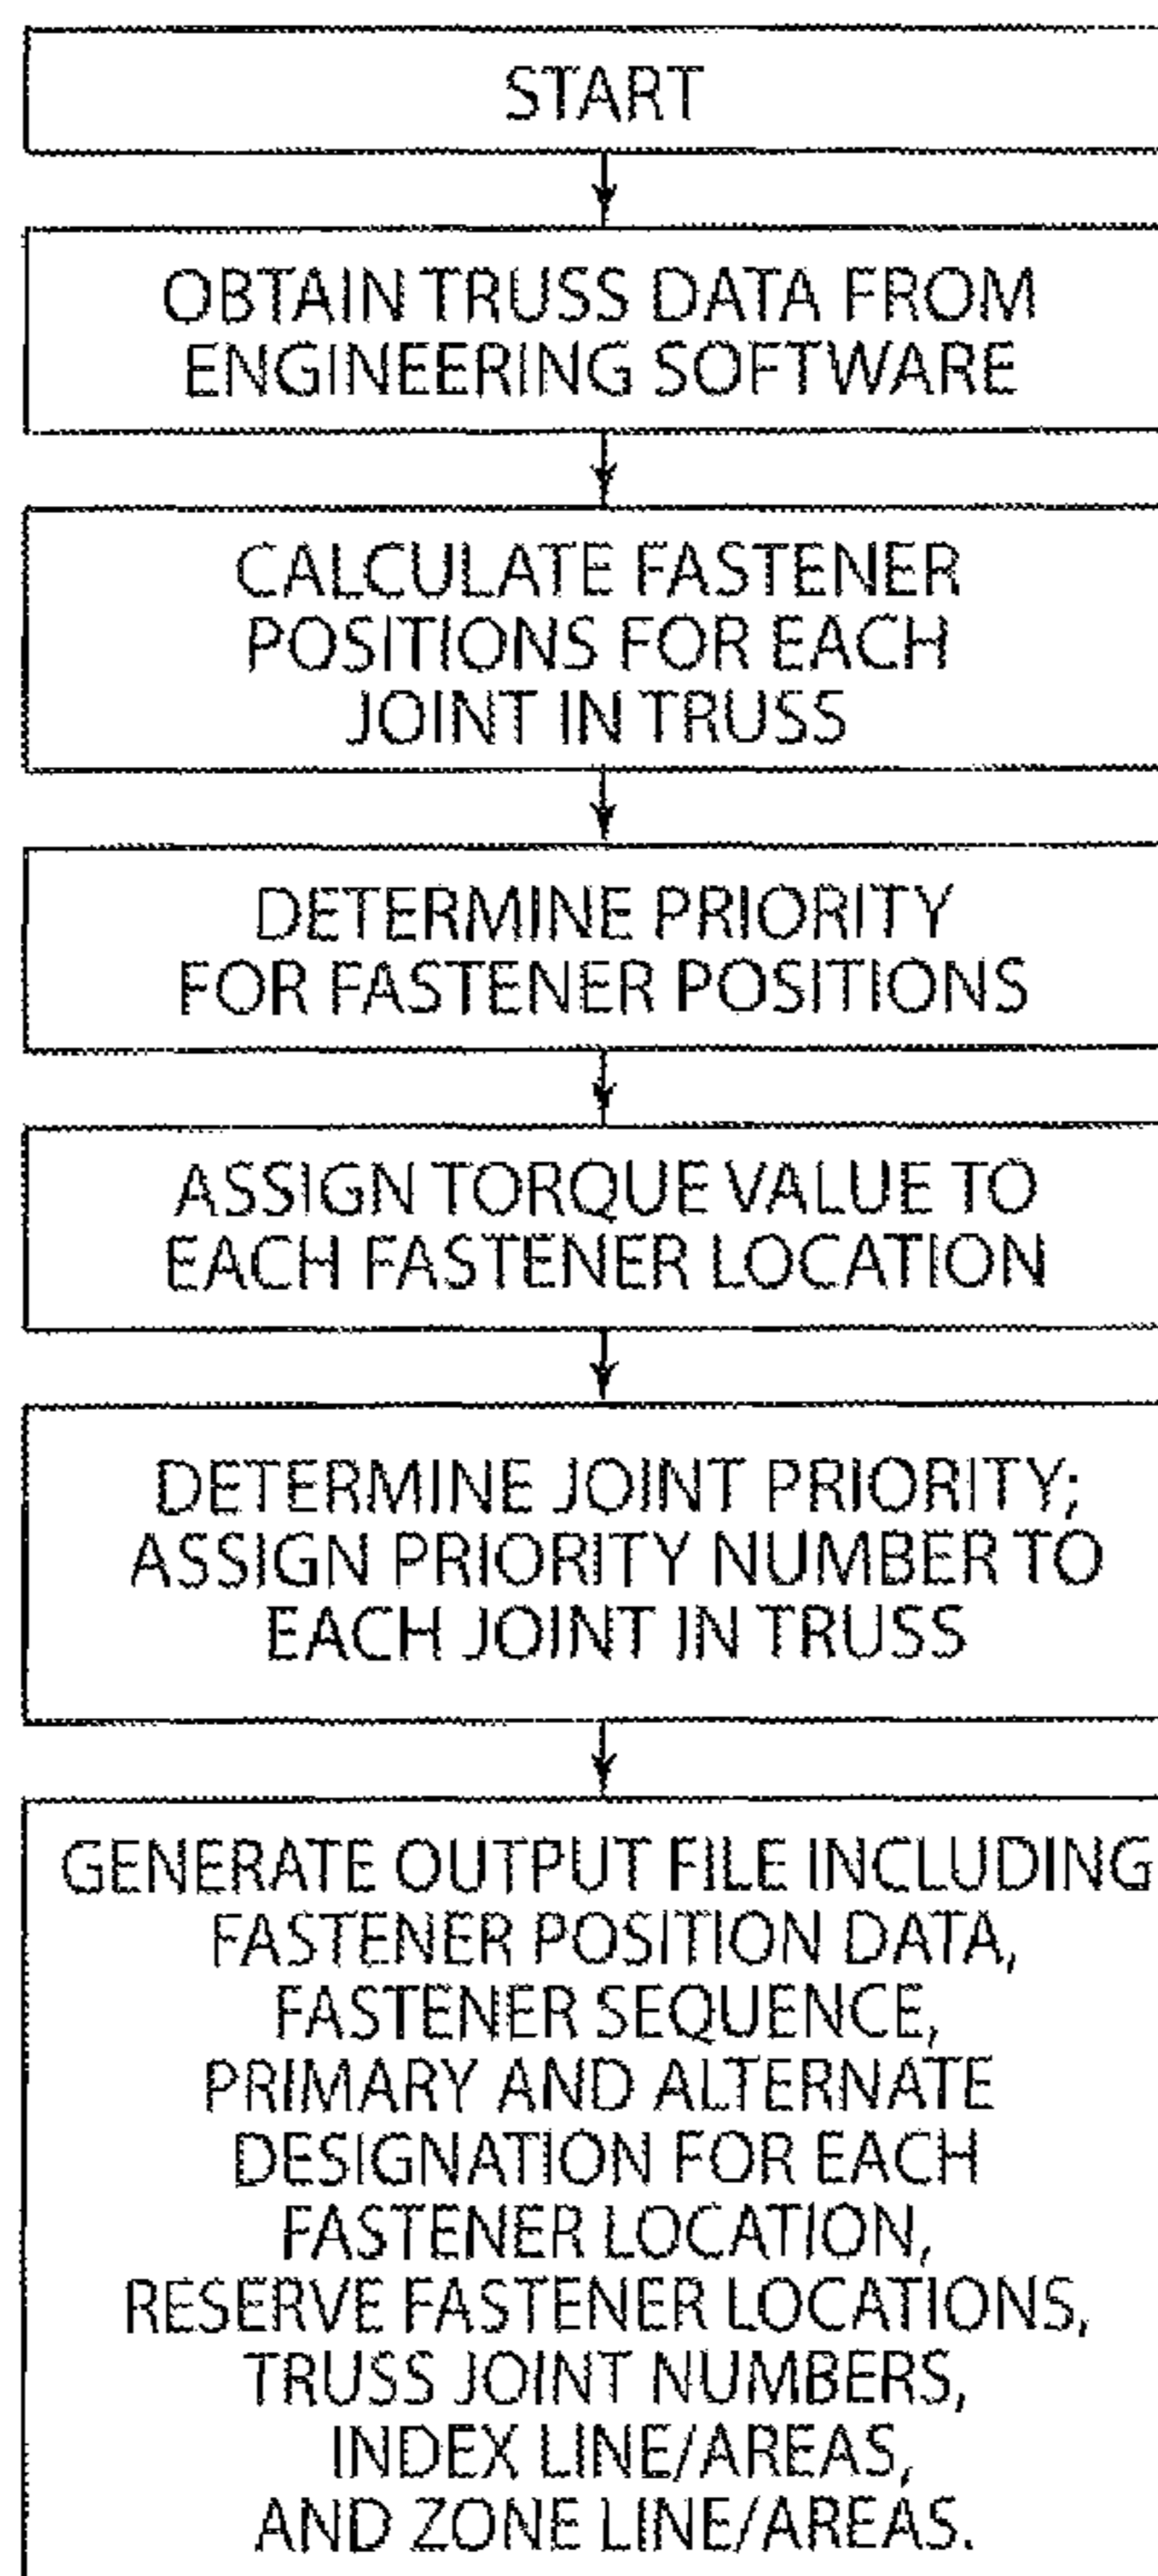 START
OBTAIN TRUSS DATA FROM
ENGINEERING SOFTWARE
CALCULATE FASTENER
POSITIONS FOR EACH
JOINT IN TRUSS
DETERMINE PRIORITY
FOR FASTENER POSITIONS
ASSIGN TORQUE VALUE TO
EACH FASTENER LOCATION
DETERMINE JOINT PRIORITY;
ASSIGN PRIORITY NUMBER TO
EACH JOINT IN TRUSS
GENERATE OUTPUT FILE INCLUDING
FASTENER POSITION DATA,
FASTENER SEQUENCE,
PRIMARY AND ALTERNATE
DESIGNATION FOR EACH
FASTENER LOCATION,
RESERVE FASTENER LOCATIONS,
TRUSS JOINT NUMBERS,
INDEX LINE/AREAS,
AND ZONE LINE/AREAS.